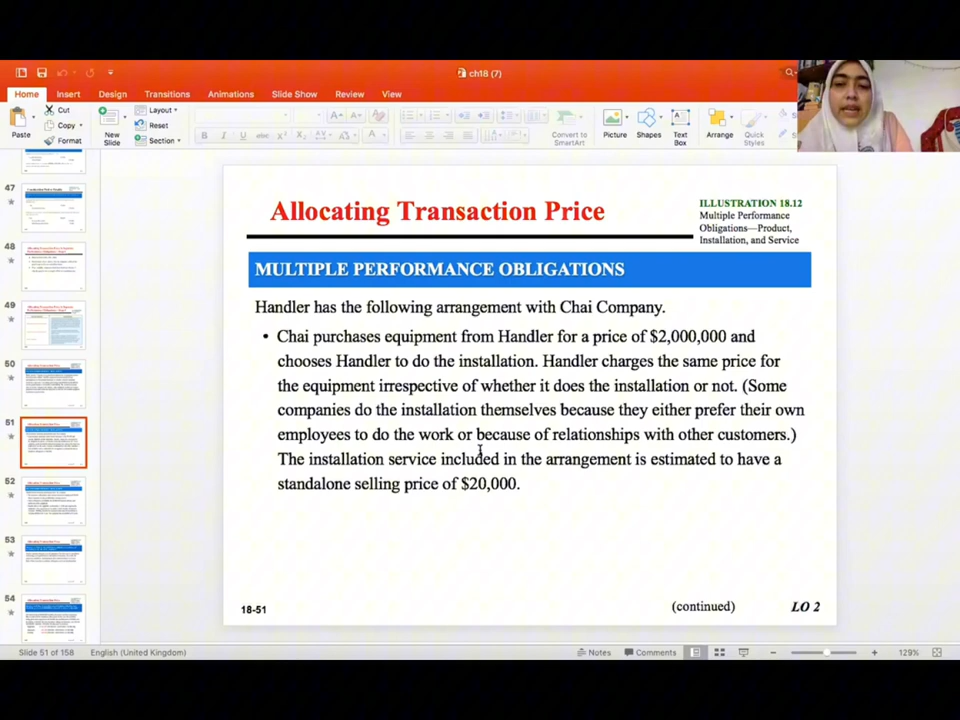 ch18 (7)
Home Insert Design Transitions Animations Slide Show Review View
Paste
Cut
Copy
Format
New Slide
Layout
Reset
Section
B I U abc X² X₂ AV Aa A
Convert to SmartArt
Picture
Shapes
Text Box
Arrange
Quick Styles
47
48
49
50
51
52
53
54
Allocating Transaction Price
ILLUSTRATION 18.12
Multiple Performance
Obligations—Product,
Installation, and Service
MULTIPLE PERFORMANCE OBLIGATIONS
Handler has the following arrangement with Chai Company.
• Chai purchases equipment from Handler for a price of $2,000,000 and
chooses Handler to do the installation. Handler charges the same price for
the equipment irrespective of whether it does the installation or not. (Some
companies do the installation themselves because they either prefer their own
employees to do the work or because of relationships with other customers.)
The installation service included in the arrangement is estimated to have a
standalone selling price of $20,000.
18-51
(continued) LO 2
Slide 51 of 158 English (United Kingdom) Notes Comments 129%